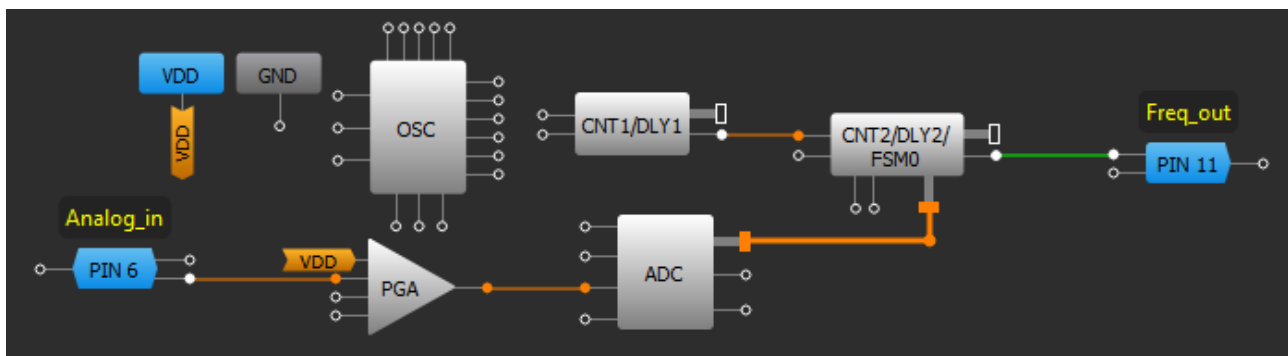 VDD
GND
VDD
OSC
CNT1/DLY1
CNT2/DLY2/
FSM0
Freq_out
PIN 11
Analog_in
PIN 6
VDD
PGA
ADC